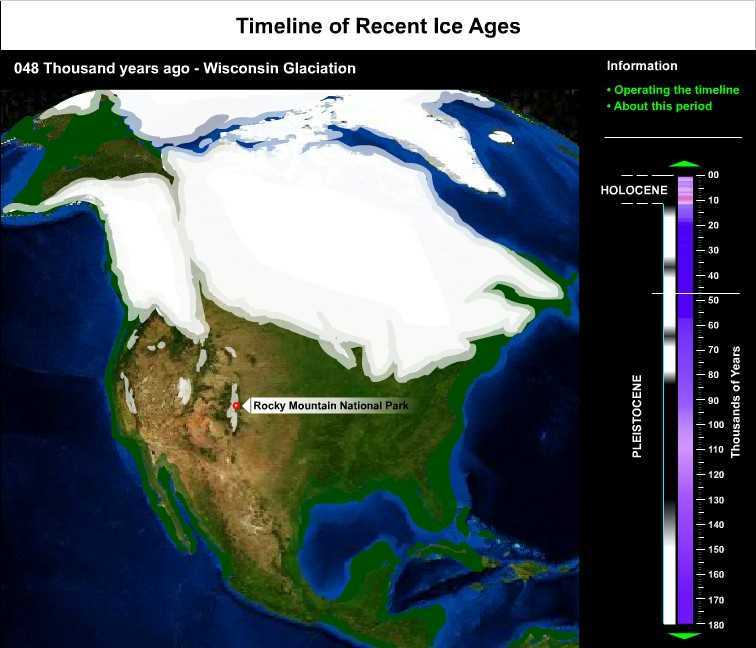 Timeline of Recent Ice Ages
048 Thousand years ago - Wisconsin Glaciation
Information
• Operating the timeline
• About this period
Rocky Mountain National Park
HOLOCENE
PLEISTOCENE
00
10
20
30
40
50
60
70
80
90
100
110
120
130
140
150
160
170
180
Thousands of Years